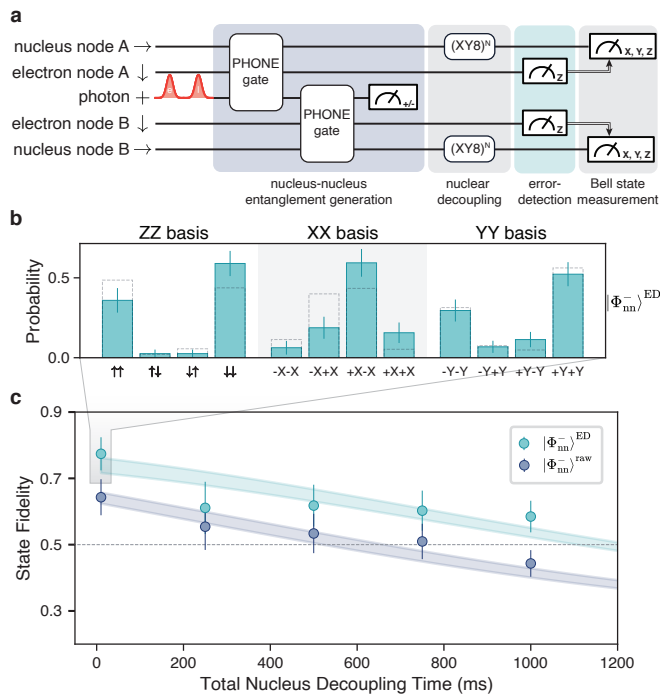 a
nucleus node A →
electron node A ↓
photon +
electron node B ↓
nucleus node B →
PHONE gate
PHONE gate
+/-
(XY8)ᴺ
(XY8)ᴺ
Z
Z
X, Y, Z
X, Y, Z
nucleus-nucleus entanglement generation
nuclear decoupling
error-detection
Bell state measurement
b
ZZ basis XX basis YY basis
Probability
0.5
0.0
↑↑ ↑↓ ↓↑ ↓↓ -X-X -X+X +X-X +X+X -Y-Y -Y+Y +Y-Y +Y+Y
|Φ⁻nn⟩ᴱᴰ
c
State Fidelity
0.9
0.7
0.5
0.3
|Φ⁻nn⟩ᴱᴰ
|Φ⁻nn⟩ʳᵃʷ
0 200 400 600 800 1000 1200
Total Nucleus Decoupling Time (ms)